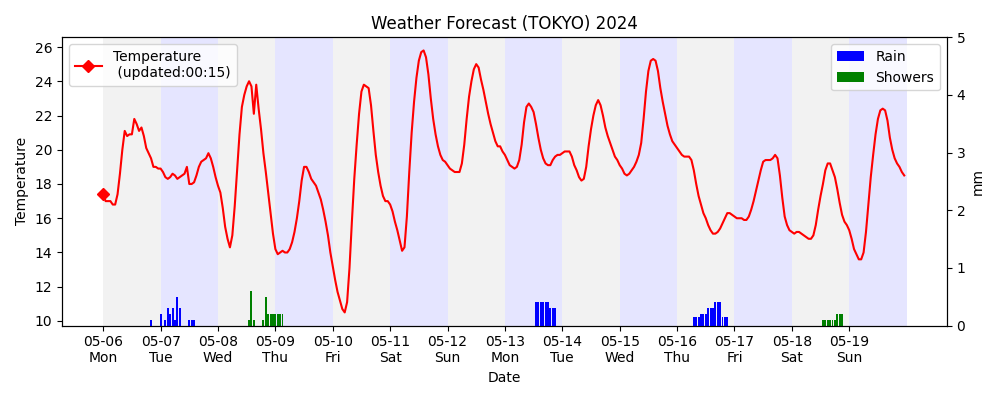 Weather Forecast (TOKYO) 2024
Temperature
(updated:00:15)
Rain
Showers
Temperature
26
24
22
20
18
16
14
12
10
5
4
3
2
1
0
mm
05-06 05-07 05-08 05-09 05-10 05-11 05-12 05-13 05-14 05-15 05-16 05-17 05-18 05-19
Mon Tue Wed Thu Fri Sat Sun Mon Tue Wed Thu Fri Sat Sun
Date